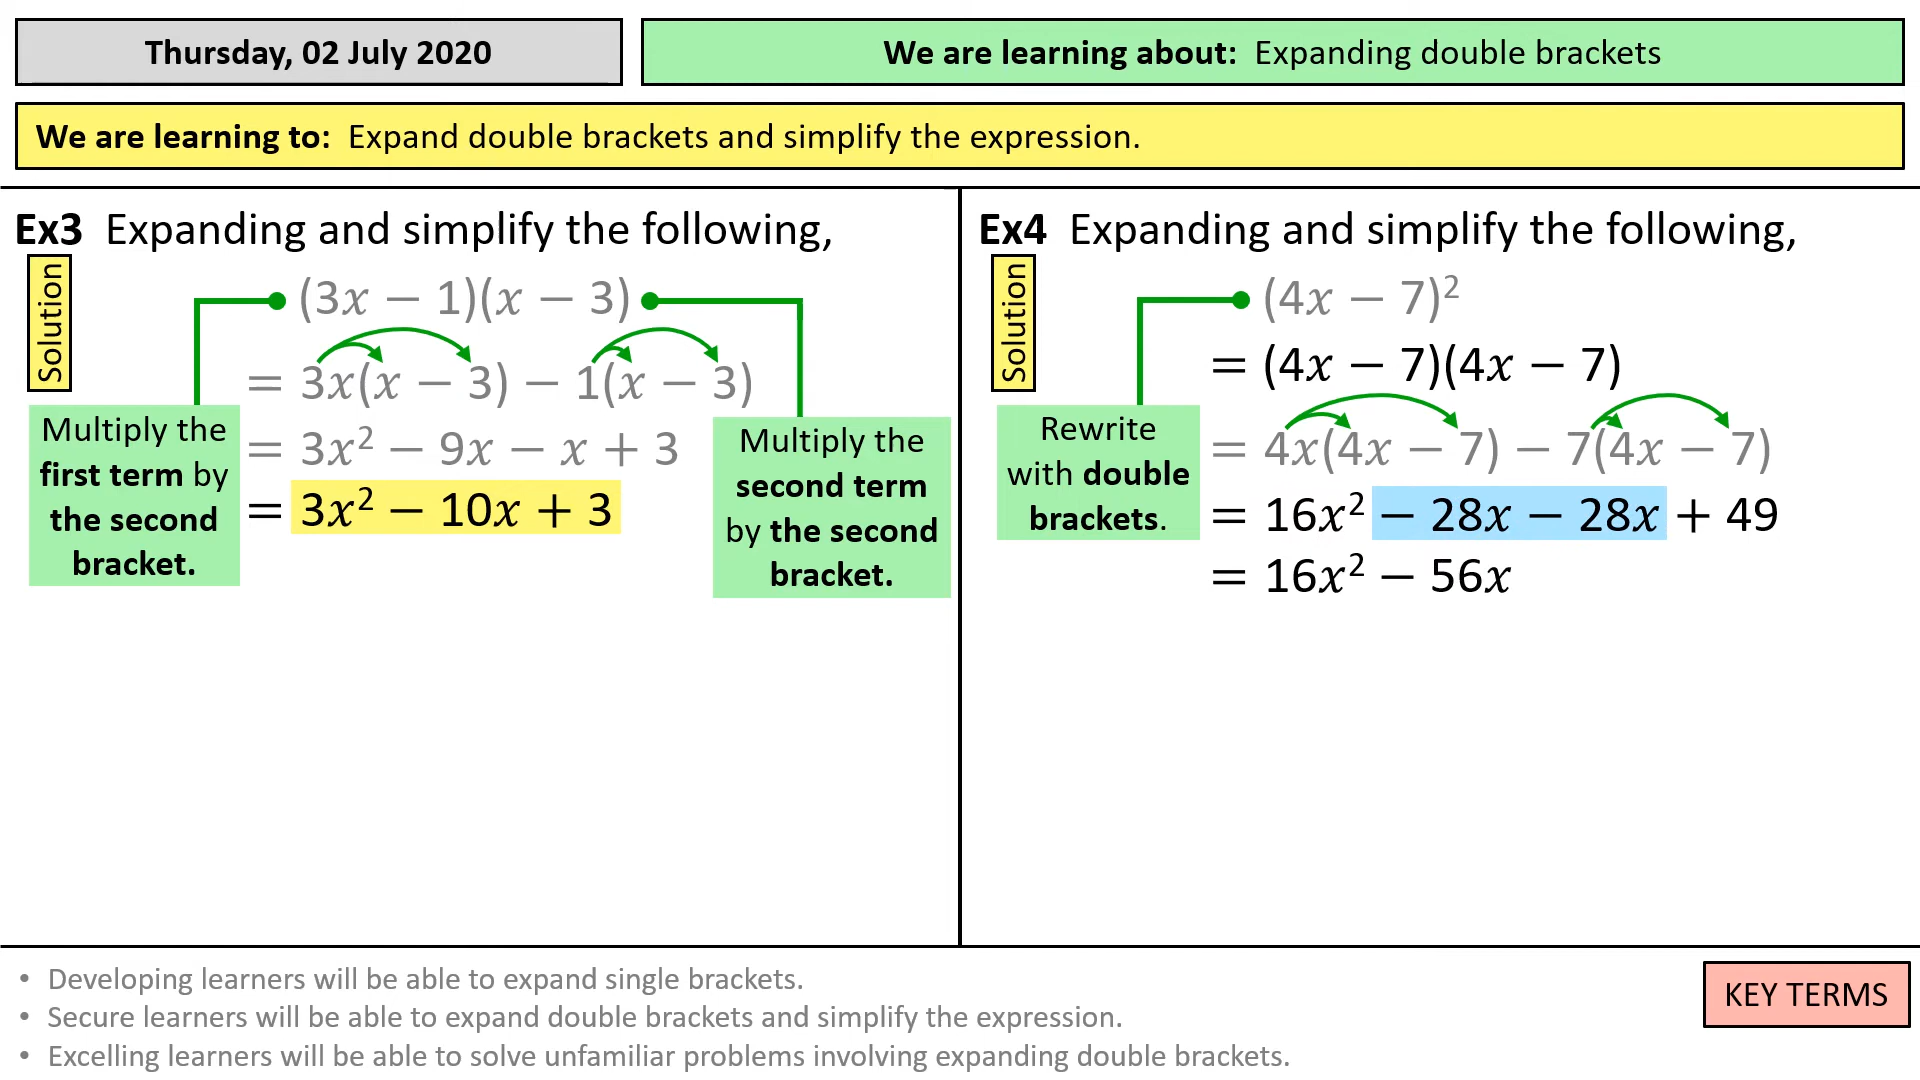 Thursday, 02 July 2020
We are learning about: Expanding double brackets
We are learning to: Expand double brackets and simplify the expression.
Ex3 Expanding and simplify the following,
Solution
(3x − 1)(x − 3)
= 3x(x − 3) − 1(x − 3)
= 3x² − 9x − x + 3
= 3x² − 10x + 3
Multiply the
first term by
the second
bracket.
Multiply the
second term
by the second
bracket.
Ex4 Expanding and simplify the following,
Solution
(4x − 7)²
= (4x − 7)(4x − 7)
= 4x(4x − 7) − 7(4x − 7)
= 16x² − 28x − 28x + 49
= 16x² − 56x
Rewrite
with double
brackets.
• Developing learners will be able to expand single brackets.
• Secure learners will be able to expand double brackets and simplify the expression.
• Excelling learners will be able to solve unfamiliar problems involving expanding double brackets.
KEY TERMS